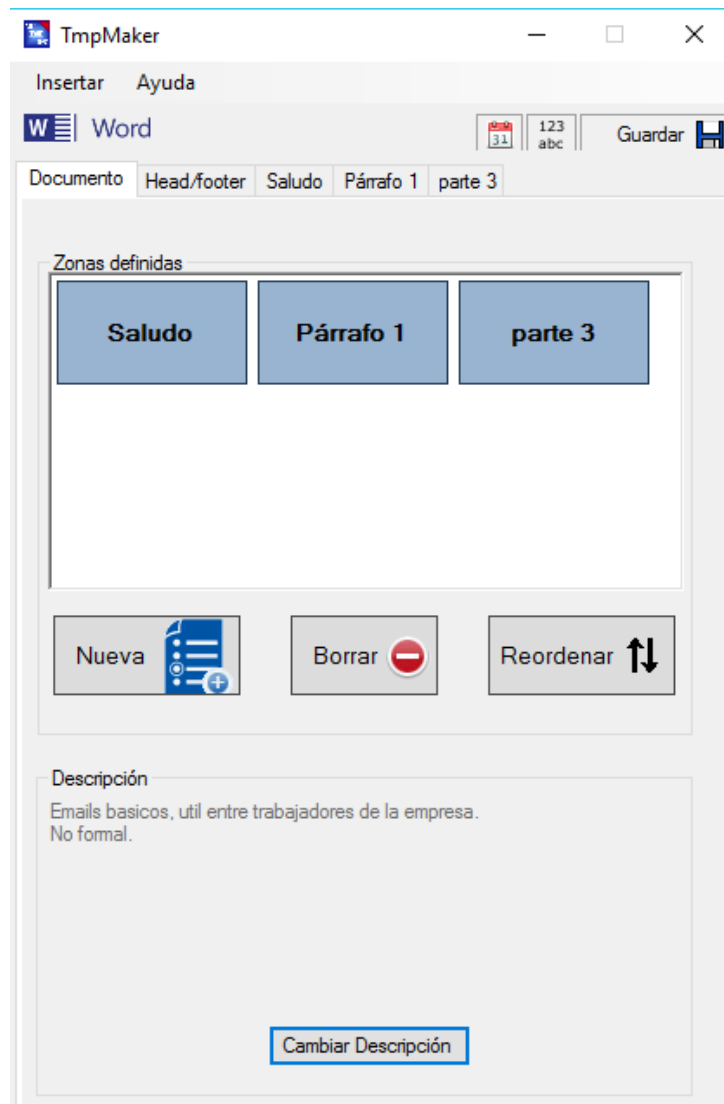 TmpMaker
Insertar Ayuda
W Word
31 123 abc Guardar
Documento Head/footer Saludo Párrafo 1 parte 3
Zonas definidas
Saludo Párrafo 1 parte 3
Nueva Borrar Reordenar
Descripción
Emails basicos, util entre trabajadores de la empresa.
No formal.
Cambiar Descripción